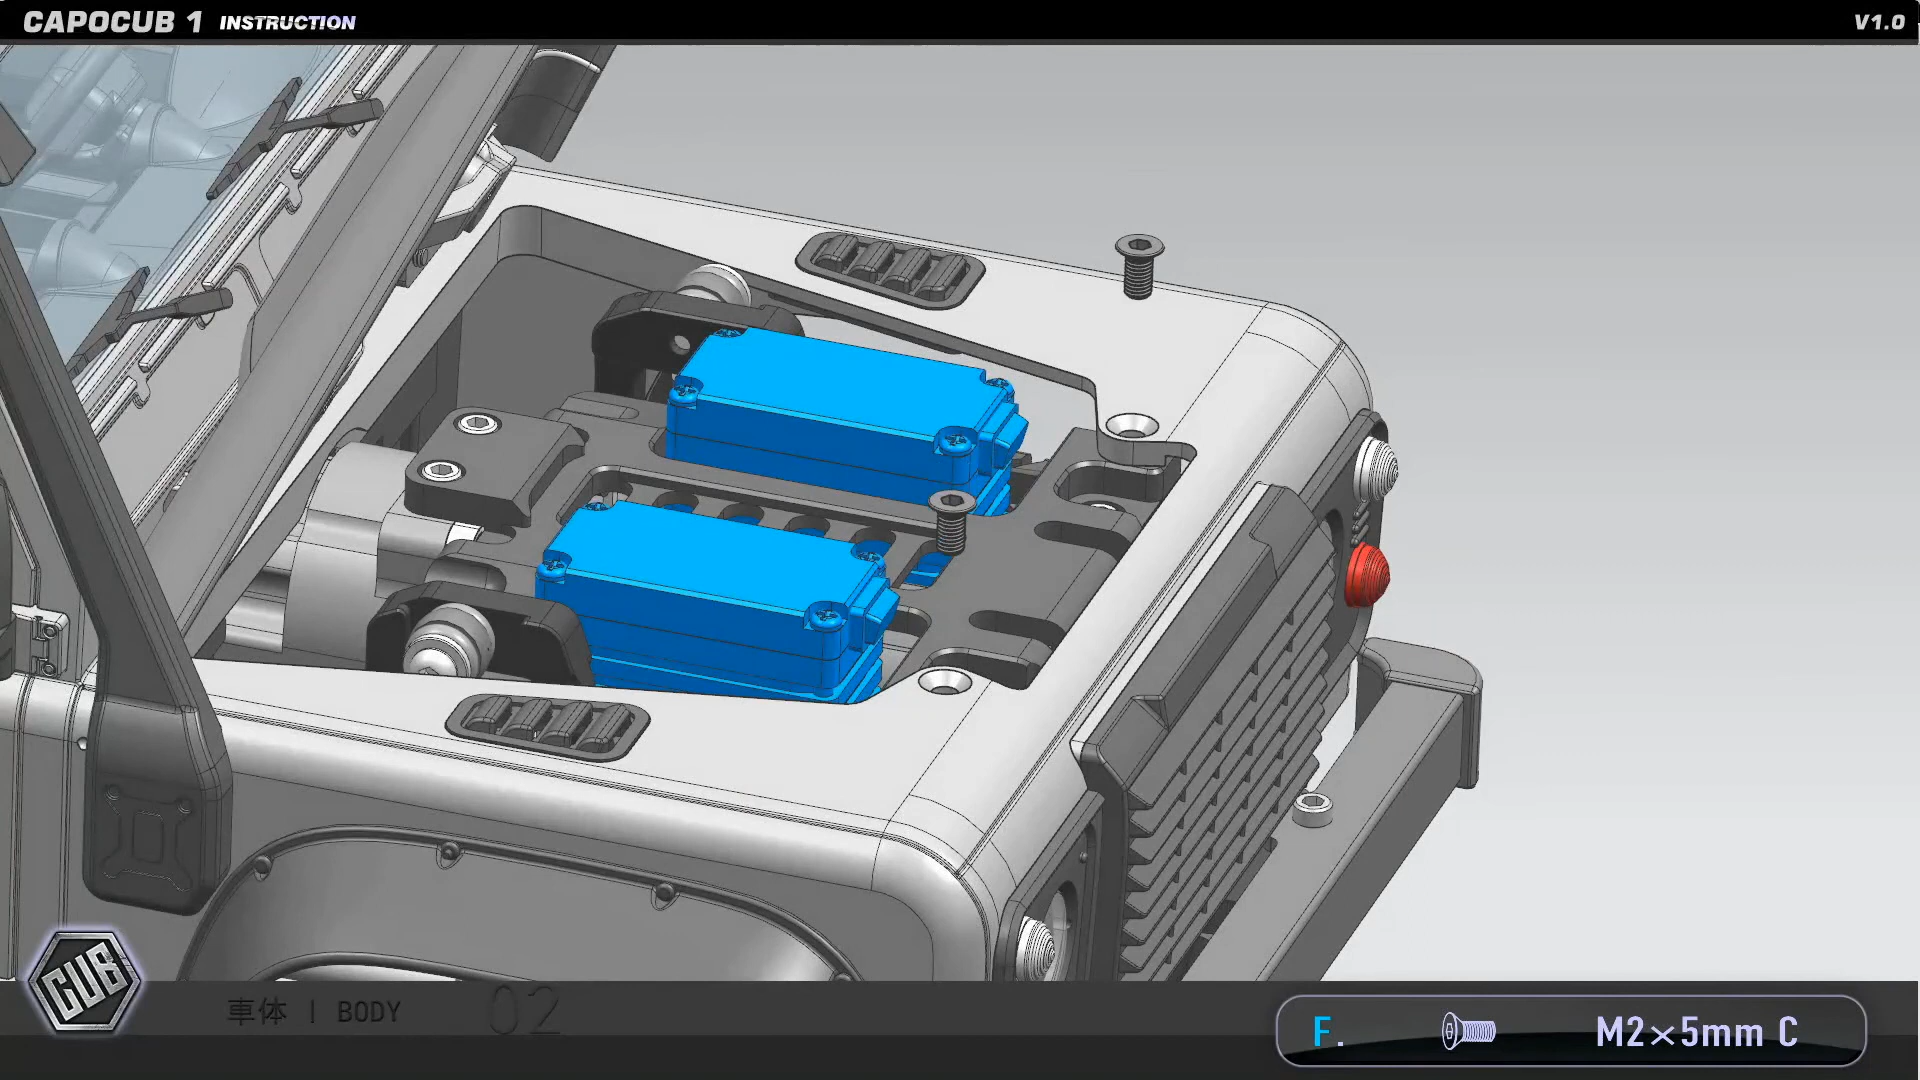 CAPOCUB 1 INSTRUCTION
V1.0
CUB
車体 | BODY 02
F. M2×5mm C